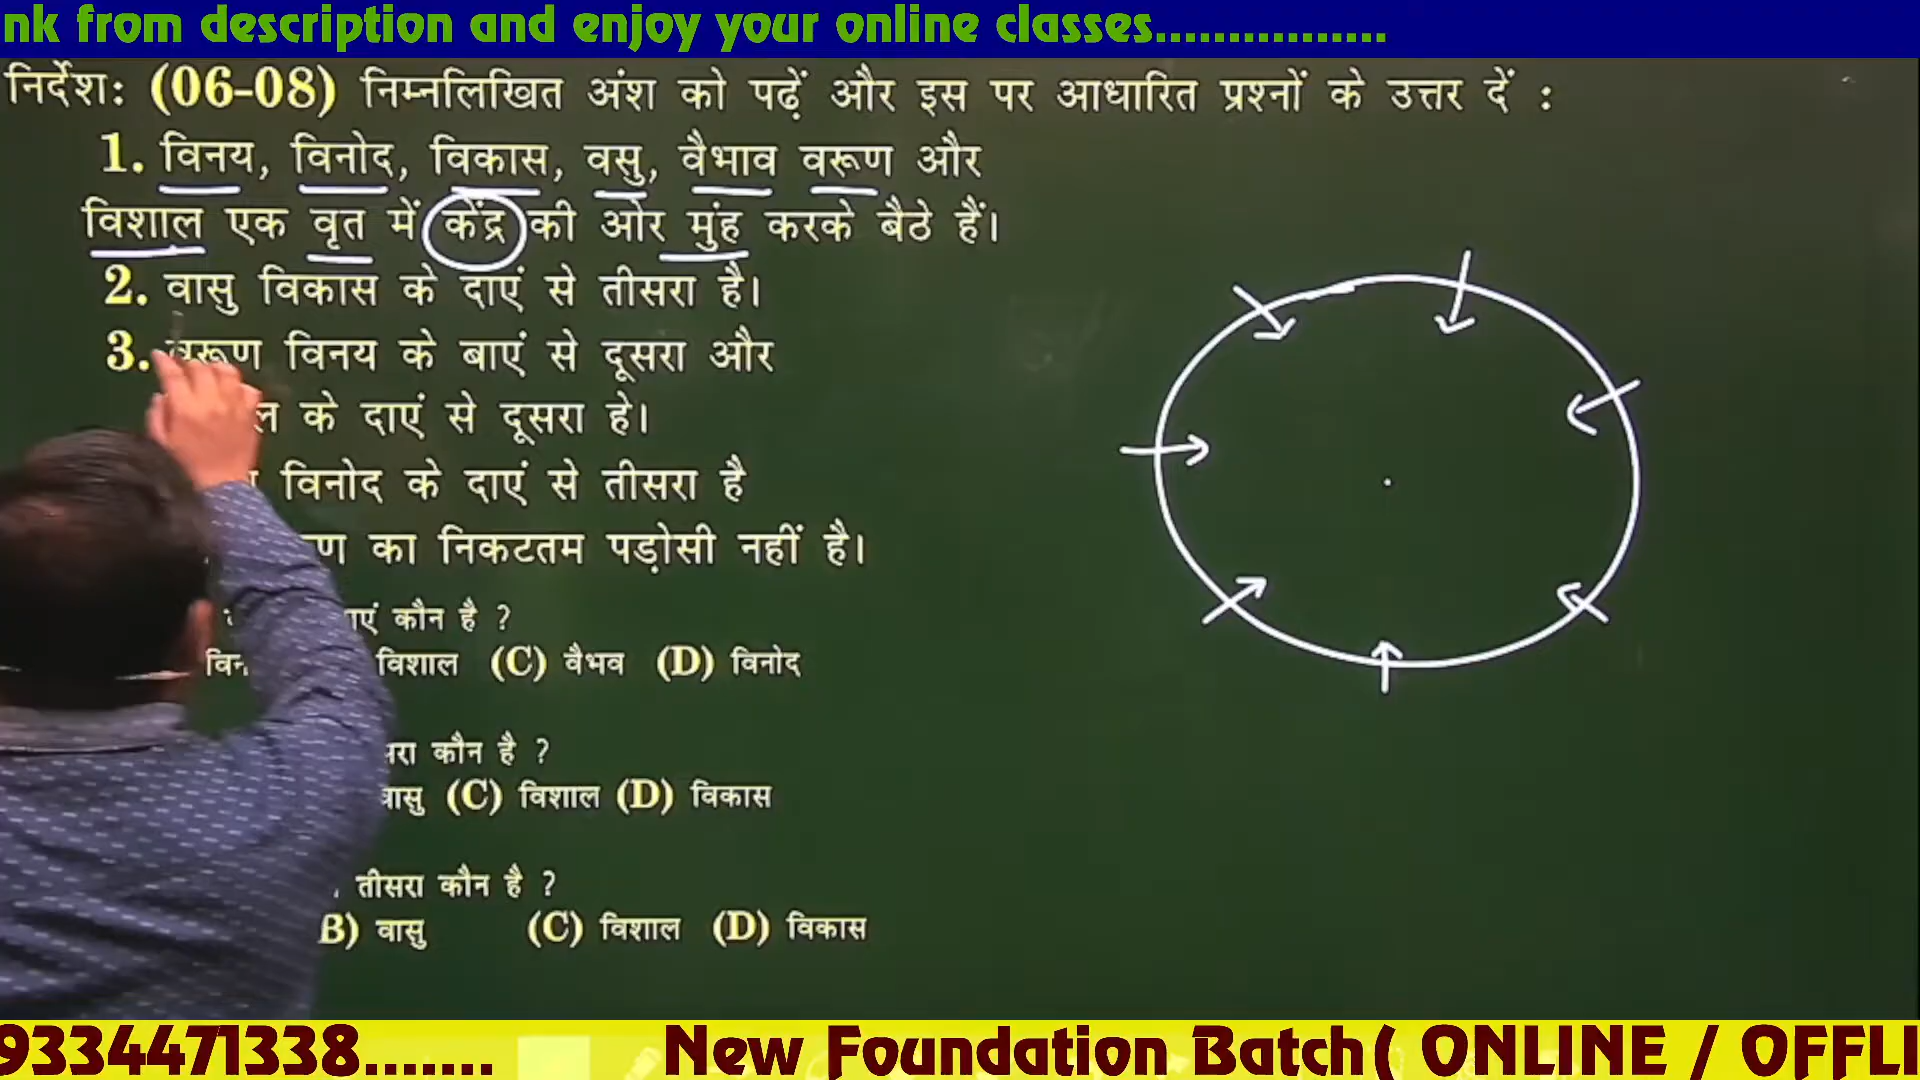 nk from description and enjoy your online classes................
निर्देश: (06-08) निम्नलिखित अंश को पढ़ें और इस पर आधारित प्रश्नों के उत्तर दें :
1. विनय, विनोद, विकास, वसु, वैभाव वरूण और
विशाल एक वृत में केंद्र की ओर मुंह करके बैठे हैं।
2. वासु विकास के दाएं से तीसरा है।
3. वरूण विनय के बाएं से दूसरा और
के दाएं से दूसरा हे।
विनोद के दाएं से तीसरा है
का निकटतम पड़ोसी नहीं है।
कौन है ?
विशाल (C) वैभव (D) विनोद
कौन है ?
वासु (C) विशाल (D) विकास
तीसरा कौन है ?
B) वासु (C) विशाल (D) विकास
9334471338....... New Foundation Batch( ONLINE / OFFLI